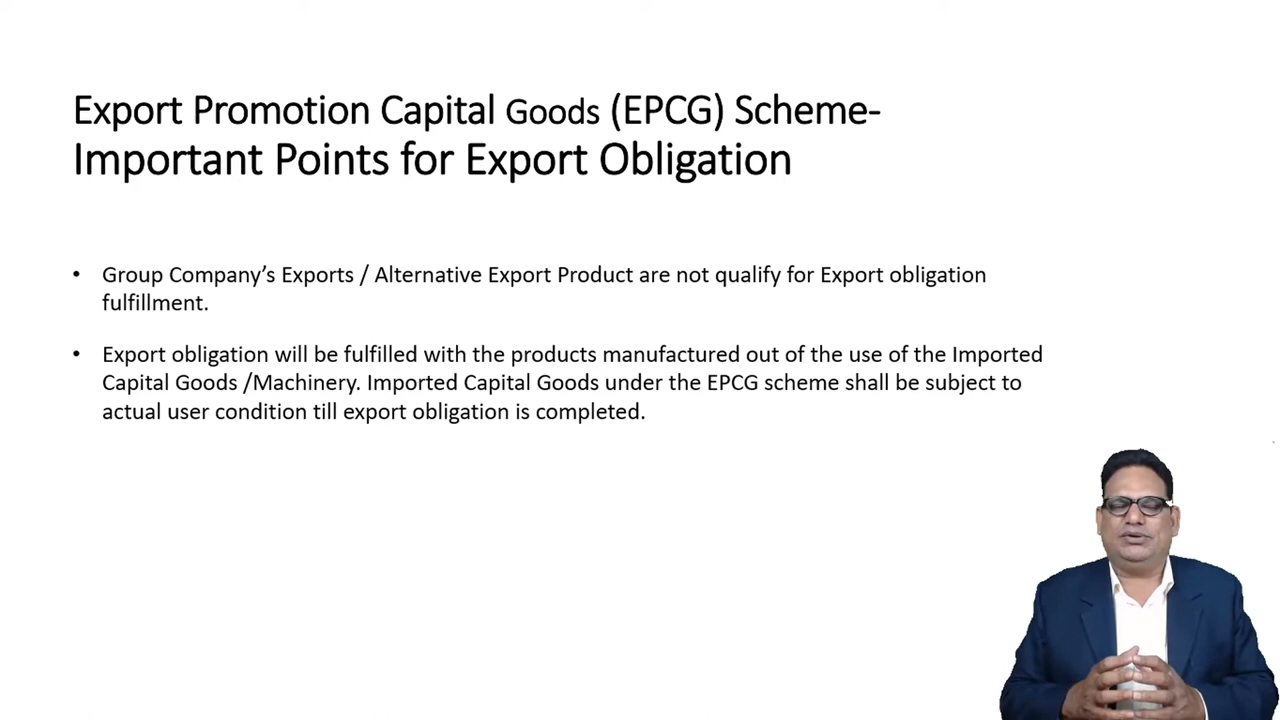 Export Promotion Capital Goods (EPCG) Scheme-
Important Points for Export Obligation
• Group Company's Exports / Alternative Export Product are not qualify for Export obligation
fulfillment.
• Export obligation will be fulfilled with the products manufactured out of the use of the Imported
Capital Goods /Machinery. Imported Capital Goods under the EPCG scheme shall be subject to
actual user condition till export obligation is completed.